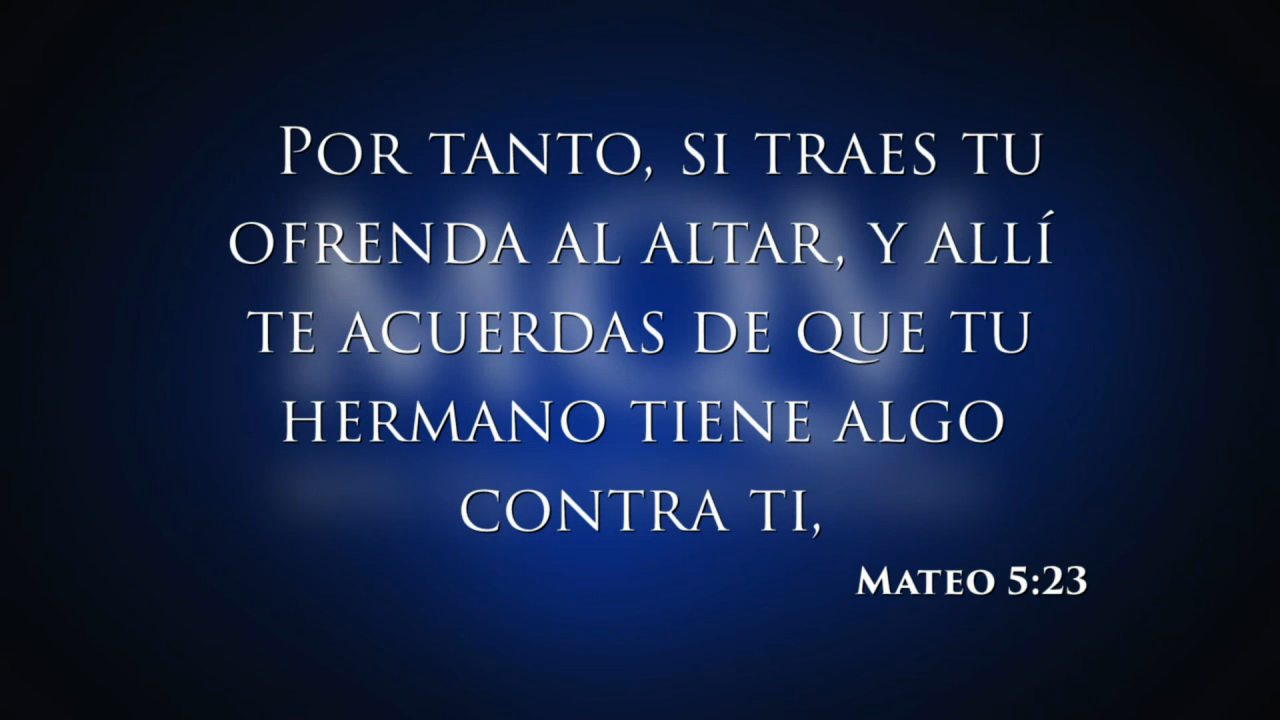 Por tanto, si traes tu
ofrenda al altar, y allí
te acuerdas de que tu
hermano tiene algo
contra ti,
Mateo 5:23